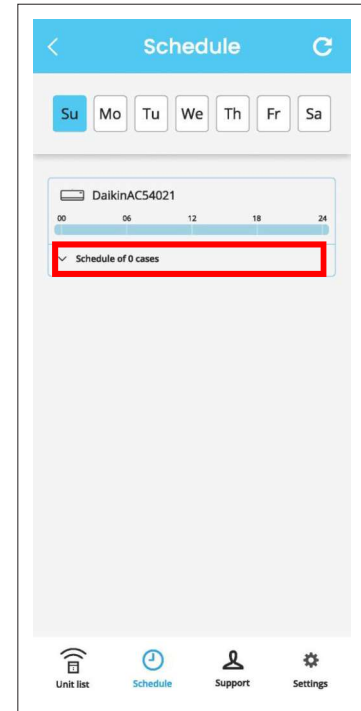 Schedule
Su Mo Tu We Th Fr Sa
DaikinAC54021
00 06 12 18 24
Schedule of 0 cases
Unit list Schedule Support Settings